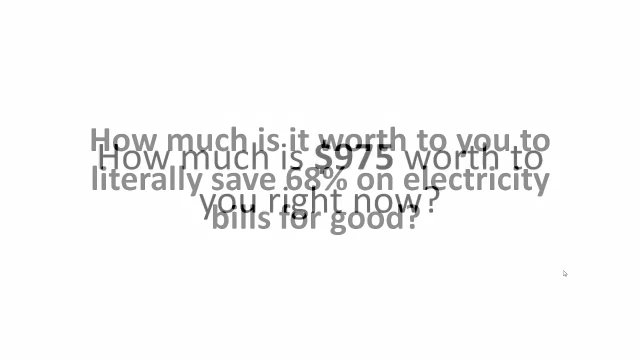 How much is it worth to you to
literally save 68% on electricity
bills for good?
How much is $975 worth to
you right now?